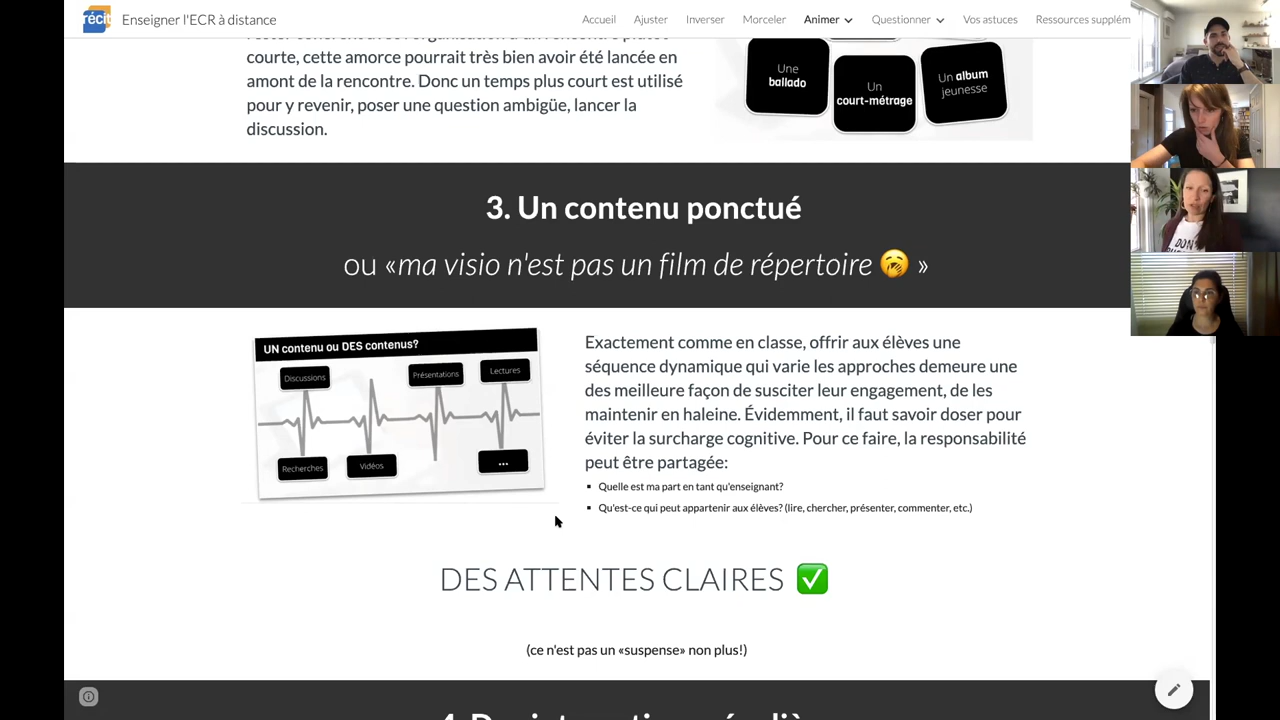 récit Enseigner l'ECR à distance Accueil Ajuster Inverser Morceler Animer Questionner Vos astuces Ressources supplém
courte, cette amorce pourrait très bien avoir été lancée en
amont de la rencontre. Donc un temps plus court est utilisé
pour y revenir, poser une question ambigüe, lancer la
discussion.
Une
ballado
Un
court-métrage
Un album
jeunesse
3. Un contenu ponctué
ou «ma visio n'est pas un film de répertoire 🥱 »
UN contenu ou DES contenus?
Discussions
Présentations
Lectures
Recherches
Vidéos
...
Exactement comme en classe, offrir aux élèves une
séquence dynamique qui varie les approches demeure une
des meilleure façon de susciter leur engagement, de les
maintenir en haleine. Évidemment, il faut savoir doser pour
éviter la surcharge cognitive. Pour ce faire, la responsabilité
peut être partagée:
▪ Quelle est ma part en tant qu'enseignant?
▪ Qu'est-ce qui peut appartenir aux élèves? (lire, chercher, présenter, commenter, etc.)
DES ATTENTES CLAIRES ✅
(ce n'est pas un «suspense» non plus!)